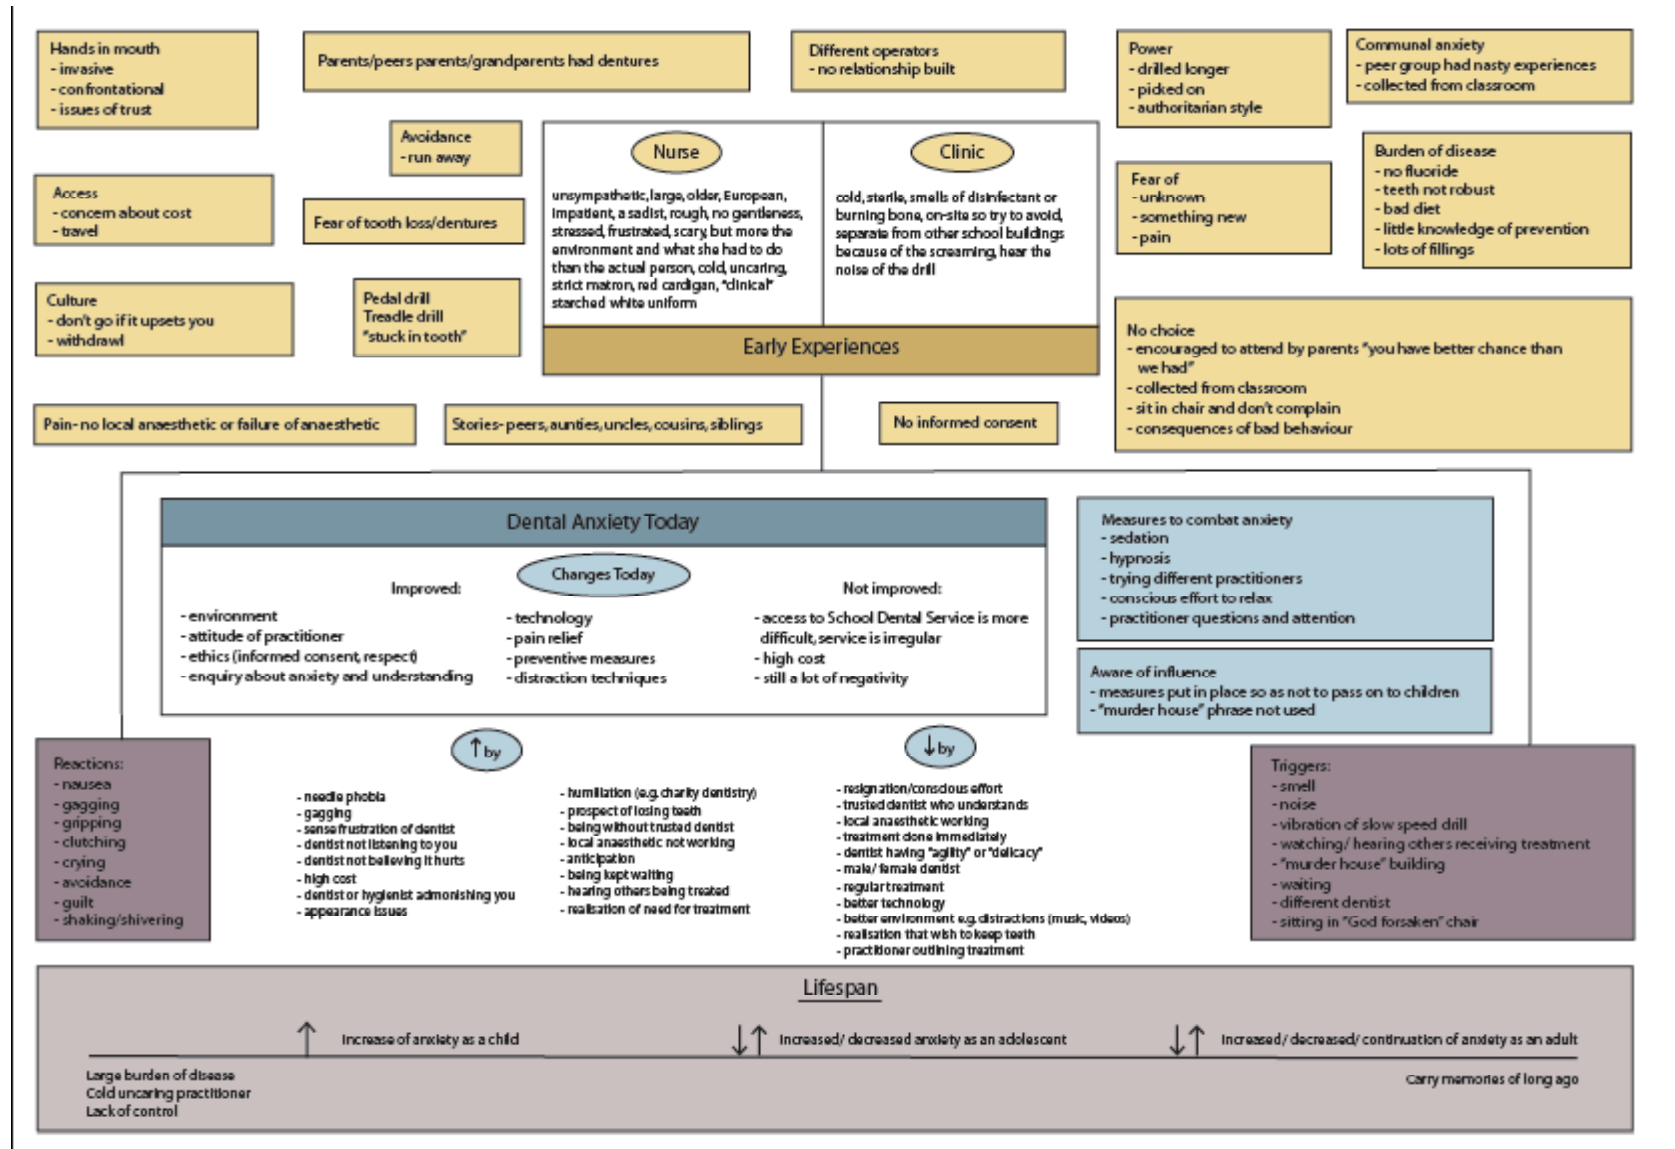 Hands in mouth
- invasive
- confrontational
- issues of trust
Parents/peers parents/grandparents had dentures
Different operators
- no relationship built
Power
- drilled longer
- picked on
- authoritarian style
Communal anxiety
- peer group had nasty experiences
- collected from classroom
Avoidance
- run away
Access
- concern about cost
- travel
Fear of tooth loss/dentures
Culture
- don't go if it upsets you
- withdrawl
Pedal drill
Treadle drill
"stuck in tooth"
Nurse
unsympathetic, large, older, European,
impatient, a sadist, rough, no gentleness,
stressed, frustrated, scary, but more the
environment and what she had to do
than the actual person, cold, uncaring,
strict matron, red cardigan, "clinical"
starched white uniform
Clinic
cold, sterile, smells of disinfectant or
burning bone, on-site so try to avoid,
separate from other school buildings
because of the screaming, hear the
noise of the drill
Early Experiences
Fear of
- unknown
- something new
- pain
Burden of disease
- no fluoride
- teeth not robust
- bad diet
- little knowledge of prevention
- lots of fillings
No choice
- encouraged to attend by parents "you have better chance than
we had"
- collected from classroom
- sit in chair and don't complain
- consequences of bad behaviour
Pain- no local anaesthetic or failure of anaesthetic
Stories- peers, aunties, uncles, cousins, siblings
No informed consent
Dental Anxiety Today
Changes Today
Improved:
- environment
- attitude of practitioner
- ethics (informed consent, respect)
- enquiry about anxiety and understanding
- technology
- pain relief
- preventive measures
- distraction techniques
Not improved:
- access to School Dental Service is more
difficult, service is irregular
- high cost
- still a lot of negativity
Measures to combat anxiety
- sedation
- hypnosis
- trying different practitioners
- conscious effort to relax
- practitioner questions and attention
Aware of influence
- measures put in place so as not to pass on to children
- "murder house" phrase not used
Reactions:
- nausea
- gagging
- gripping
- clutching
- crying
- avoidance
- guilt
- shaking/shivering
↑ by
- needle phobia
- gagging
- sense frustration of dentist
- dentist not listening to you
- dentist not believing it hurts
- high cost
- dentist or hygienist admonishing you
- appearance issues
- humiliation (e.g. charity dentistry)
- prospect of losing teeth
- being without trusted dentist
- local anaesthetic not working
- anticipation
- being kept waiting
- hearing others being treated
- realisation of need for treatment
↓ by
- resignation/conscious effort
- trusted dentist who understands
- local anaesthetic working
- treatment done immediately
- dentist having "agility" or "delicacy"
- male/ female dentist
- regular treatment
- better technology
- better environment e.g. distractions (music, videos)
- realisation that wish to keep teeth
- practitioner outlining treatment
Triggers:
- smell
- noise
- vibration of slow speed drill
- watching/ hearing others receiving treatment
- "murder house" building
- waiting
- different dentist
- sitting in "God forsaken" chair
Lifespan
↑ Increase of anxiety as a child
↓↑ Increased/ decreased anxiety as an adolescent
↓↑ Increased/ decreased/ continuation of anxiety as an adult
Large burden of disease
Cold uncaring practitioner
Lack of control
Carry memories of long ago